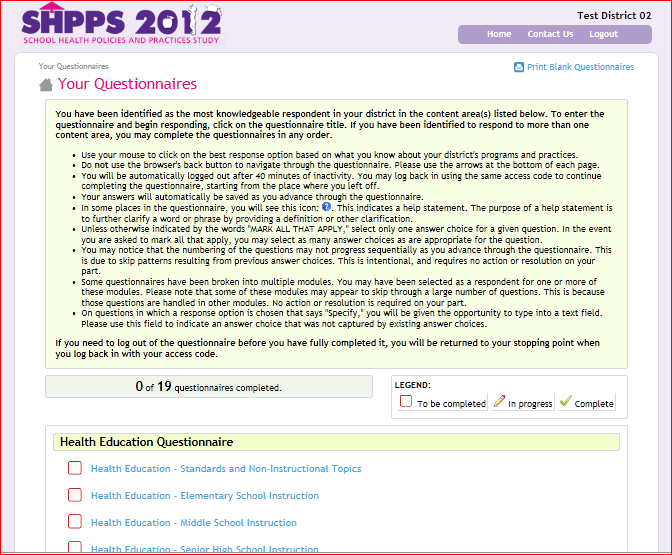 SHPPS 2012
SCHOOL HEALTH POLICIES AND PRACTICES STUDY
Test District 02
Home Contact Us Logout
Your Questionnaires
Print Blank Questionnaires
Your Questionnaires
You have been identified as the most knowledgeable respondent in your district in the content area(s) listed below. To enter the
questionnaire and begin responding, click on the questionnaire title. If you have been identified to respond to more than one
content area, you may complete the questionnaires in any order.
• Use your mouse to click on the best response option based on what you know about your district's programs and practices.
• Do not use the browser's back button to navigate through the questionnaire. Please use the arrows at the bottom of each page.
• You will be automatically logged out after 40 minutes of inactivity. You may log back in using the same access code to continue
completing the questionnaire, starting from the place where you left off.
• Your answers will automatically be saved as you advance through the questionnaire.
• In some places in the questionnaire, you will see this icon: ?. This indicates a help statement. The purpose of a help statement is
to further clarify a word or phrase by providing a definition or other clarification.
• Unless otherwise indicated by the words "MARK ALL THAT APPLY," select only one answer choice for a given question. In the event
you are asked to mark all that apply, you may select as many answer choices as are appropriate for the question.
• You may notice that the numbering of the questions may not progress sequentially as you advance through the questionnaire. This
is due to skip patterns resulting from previous answer choices. This is intentional, and requires no action or resolution on your
part.
• Some questionnaires have been broken into multiple modules. You may have been selected as a respondent for one or more of
these modules. Please note that some of these modules may appear to skip through a large number of questions. This is because
those questions are handled in other modules. No action or resolution is required on your part.
• On questions in which a response option is chosen that says "Specify," you will be given the opportunity to type into a text field.
Please use this field to indicate an answer choice that was not captured by existing answer choices.
If you need to log out of the questionnaire before you have fully completed it, you will be returned to your stopping point when
you log back in with your access code.
0 of 19 questionnaires completed.
LEGEND:
To be completed In progress Complete
Health Education Questionnaire
Health Education - Standards and Non-Instructional Topics
Health Education - Elementary School Instruction
Health Education - Middle School Instruction
Health Education - Senior High School Instruction